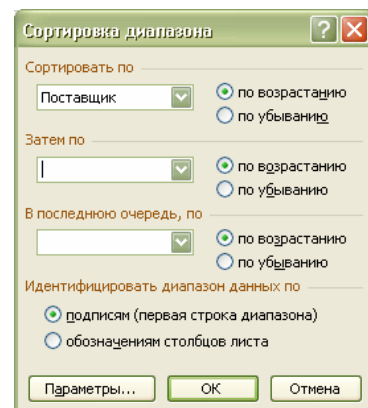 Сортировка диапазона
Сортировать по
Поставщик
по возрастанию
по убыванию
Затем по
по возрастанию
по убыванию
В последнюю очередь, по
по возрастанию
по убыванию
Идентифицировать диапазон данных по
подписям (первая строка диапазона)
обозначениям столбцов листа
Параметры... ОК Отмена